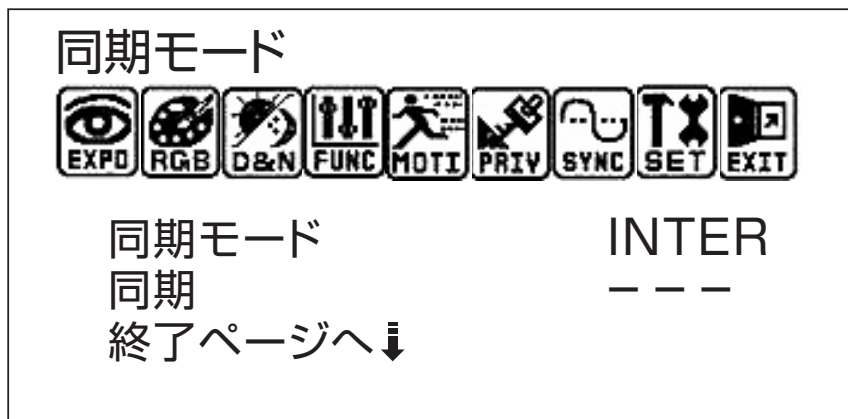 同期モード
EXPO RGB D&N FUNC MOTI PRIV SYNC SET EXIT
同期モード INTER
同期 – – –
終了ページへ⬇